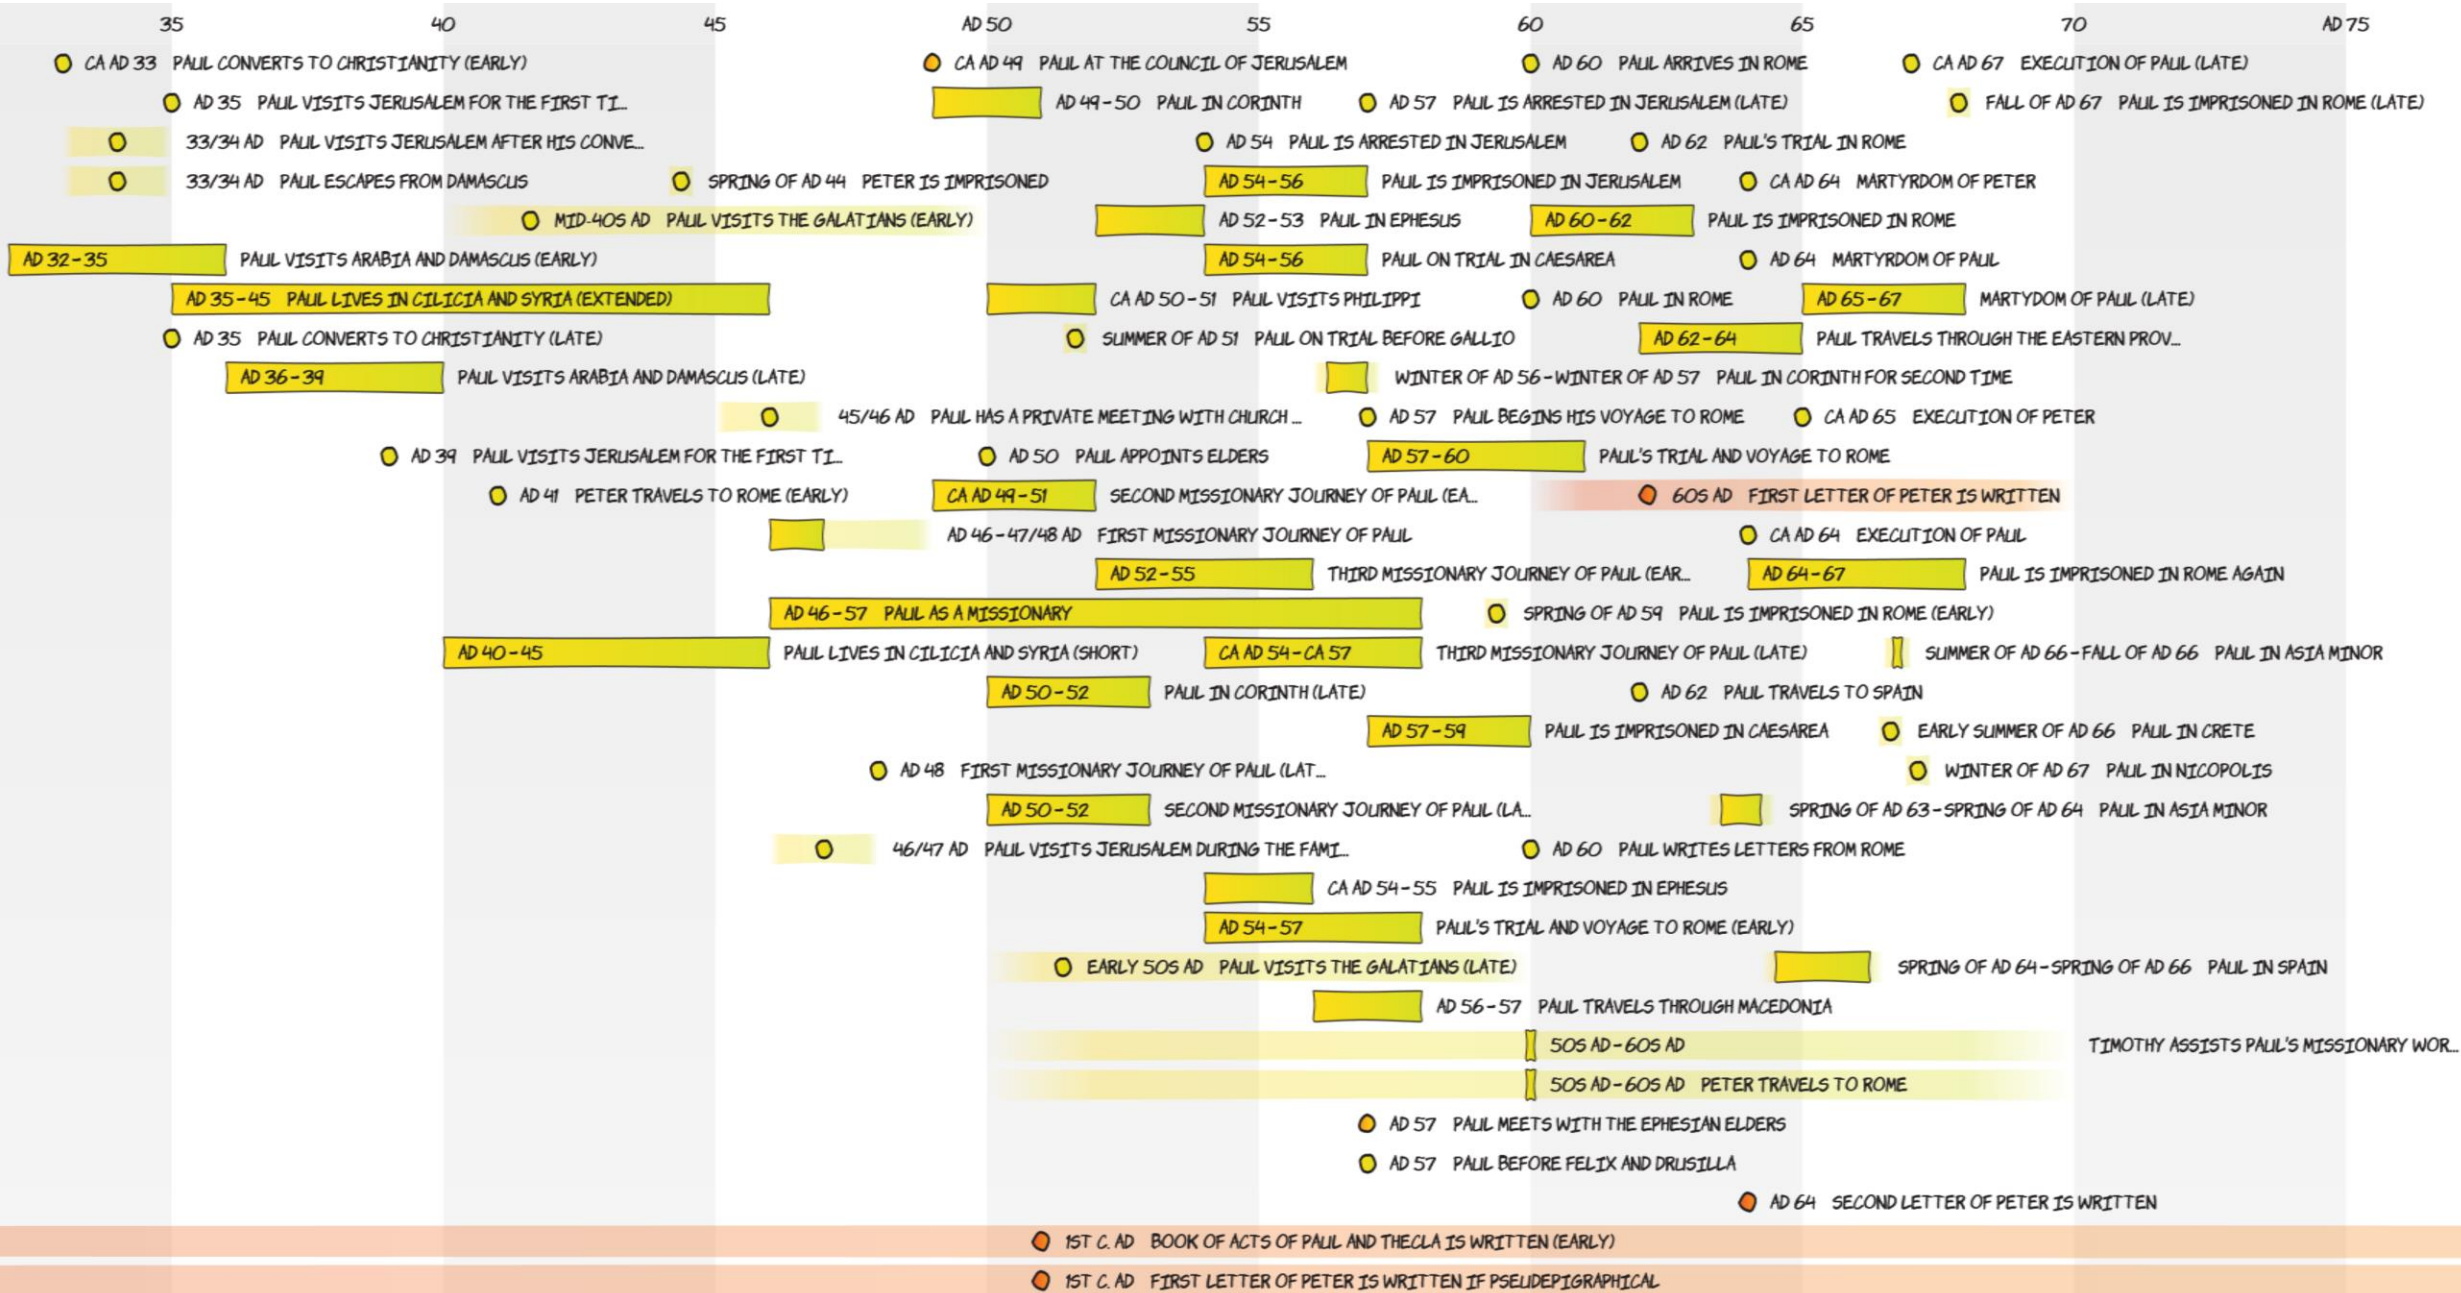 35 40 45 AD 50 55 60 65 70 AD 75
CA AD 33 PAUL CONVERTS TO CHRISTIANITY (EARLY) CA AD 49 PAUL AT THE COUNCIL OF JERUSALEM AD 60 PAUL ARRIVES IN ROME CA AD 67 EXECUTION OF PAUL (LATE)
AD 35 PAUL VISITS JERUSALEM FOR THE FIRST TI... AD 49-50 PAUL IN CORINTH AD 57 PAUL IS ARRESTED IN JERUSALEM (LATE) FALL OF AD 67 PAUL IS IMPRISONED IN ROME (LATE)
33/34 AD PAUL VISITS JERUSALEM AFTER HIS CONVE... AD 54 PAUL IS ARRESTED IN JERUSALEM AD 62 PAUL'S TRIAL IN ROME
33/34 AD PAUL ESCAPES FROM DAMASCUS SPRING OF AD 44 PETER IS IMPRISONED AD 54-56 PAUL IS IMPRISONED IN JERUSALEM CA AD 64 MARTYRDOM OF PETER
MID-40S AD PAUL VISITS THE GALATIANS (EARLY) AD 52-53 PAUL IN EPHESUS AD 60-62 PAUL IS IMPRISONED IN ROME
AD 32-35 PAUL VISITS ARABIA AND DAMASCUS (EARLY) AD 54-56 PAUL ON TRIAL IN CAESAREA AD 64 MARTYRDOM OF PAUL
AD 35-45 PAUL LIVES IN CILICIA AND SYRIA (EXTENDED) CA AD 50-51 PAUL VISITS PHILIPPI AD 60 PAUL IN ROME AD 65-67 MARTYDOM OF PAUL (LATE)
AD 35 PAUL CONVERTS TO CHRISTIANITY (LATE) SUMMER OF AD 51 PAUL ON TRIAL BEFORE GALLIO AD 62-64 PAUL TRAVELS THROUGH THE EASTERN PROV...
AD 36-39 PAUL VISITS ARABIA AND DAMASCUS (LATE) WINTER OF AD 56-WINTER OF AD 57 PAUL IN CORINTH FOR SECOND TIME
45/46 AD PAUL HAS A PRIVATE MEETING WITH CHURCH ... AD 57 PAUL BEGINS HIS VOYAGE TO ROME CA AD 65 EXECUTION OF PETER
AD 39 PAUL VISITS JERUSALEM FOR THE FIRST TI... AD 50 PAUL APPOINTS ELDERS AD 57-60 PAUL'S TRIAL AND VOYAGE TO ROME
AD 41 PETER TRAVELS TO ROME (EARLY) CA AD 49-51 SECOND MISSIONARY JOURNEY OF PAUL (EA... 60S AD FIRST LETTER OF PETER IS WRITTEN
AD 46-47/48 AD FIRST MISSIONARY JOURNEY OF PAUL CA AD 64 EXECUTION OF PAUL
AD 52-55 THIRD MISSIONARY JOURNEY OF PAUL (EAR... AD 64-67 PAUL IS IMPRISONED IN ROME AGAIN
AD 46-57 PAUL AS A MISSIONARY SPRING OF AD 59 PAUL IS IMPRISONED IN ROME (EARLY)
AD 40-45 PAUL LIVES IN CILICIA AND SYRIA (SHORT) CA AD 54-CA 57 THIRD MISSIONARY JOURNEY OF PAUL (LATE) SUMMER OF AD 66-FALL OF AD 66 PAUL IN ASIA MINOR
AD 50-52 PAUL IN CORINTH (LATE) AD 62 PAUL TRAVELS TO SPAIN
AD 57-59 PAUL IS IMPRISONED IN CAESAREA EARLY SUMMER OF AD 66 PAUL IN CRETE
AD 48 FIRST MISSIONARY JOURNEY OF PAUL (LAT... WINTER OF AD 67 PAUL IN NICOPOLIS
AD 50-52 SECOND MISSIONARY JOURNEY OF PAUL (LA... SPRING OF AD 63-SPRING OF AD 64 PAUL IN ASIA MINOR
46/47 AD PAUL VISITS JERUSALEM DURING THE FAMI... AD 60 PAUL WRITES LETTERS FROM ROME
CA AD 54-55 PAUL IS IMPRISONED IN EPHESUS
AD 54-57 PAUL'S TRIAL AND VOYAGE TO ROME (EARLY)
EARLY 50S AD PAUL VISITS THE GALATIANS (LATE) SPRING OF AD 64-SPRING OF AD 66 PAUL IN SPAIN
AD 56-57 PAUL TRAVELS THROUGH MACEDONIA
50S AD-60S AD TIMOTHY ASSISTS PAUL'S MISSIONARY WOR...
50S AD-60S AD PETER TRAVELS TO ROME
AD 57 PAUL MEETS WITH THE EPHESIAN ELDERS
AD 57 PAUL BEFORE FELIX AND DRUSILLA
AD 64 SECOND LETTER OF PETER IS WRITTEN
1ST C. AD BOOK OF ACTS OF PAUL AND THECLA IS WRITTEN (EARLY)
1ST C. AD FIRST LETTER OF PETER IS WRITTEN IF PSEUDEPIGRAPHICAL